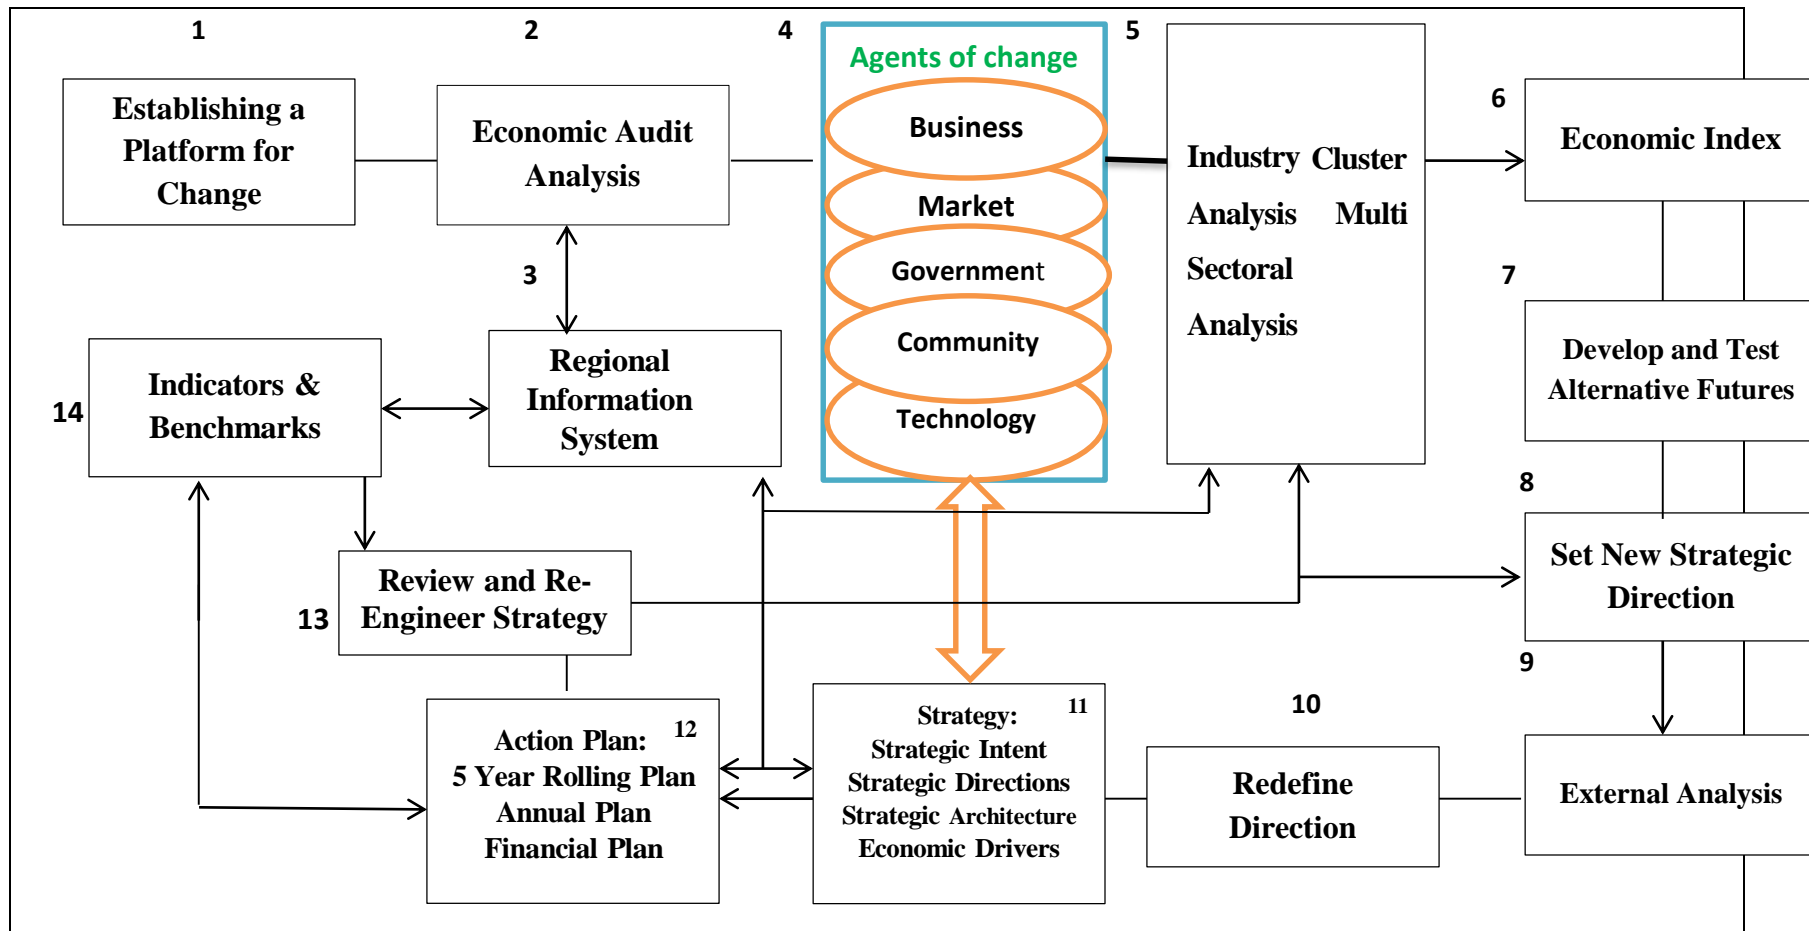 1
Establishing a
Platform for
Change
2
Economic Audit
Analysis
3
Regional
Information
System
4
Agents of change
Business
Market
Government
Community
Technology
5
Industry Cluster
Analysis Multi
Sectoral
Analysis
6
Economic Index
7
Develop and Test
Alternative Futures
8
Set New Strategic
Direction
9
External Analysis
10
Redefine
Direction
11
Strategy:
Strategic Intent
Strategic Directions
Strategic Architecture
Economic Drivers
12
Action Plan:
5 Year Rolling Plan
Annual Plan
Financial Plan
13
Review and Re-
Engineer Strategy
14
Indicators &
Benchmarks